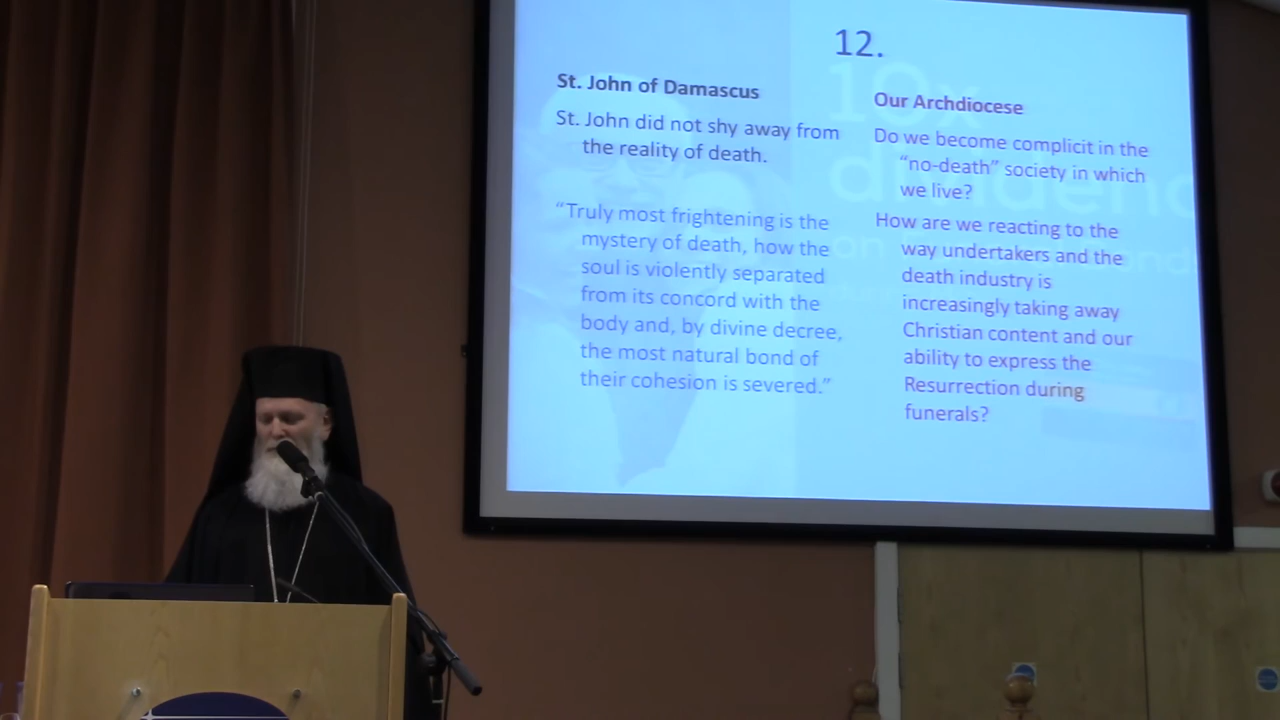 12.
St. John of Damascus
St. John did not shy away from
the reality of death.
“Truly most frightening is the
mystery of death, how the
soul is violently separated
from its concord with the
body and, by divine decree,
the most natural bond of
their cohesion is severed.”
Our Archdiocese
Do we become complicit in the
“no-death” society in which
we live?
How are we reacting to the
way undertakers and the
death industry is
increasingly taking away
Christian content and our
ability to express the
Resurrection during
funerals?